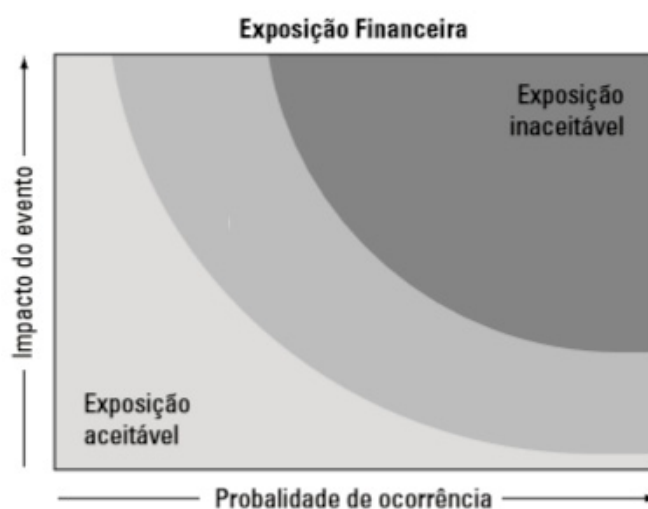 Exposição Financeira
Impacto do evento
Exposição
inaceitável
Exposição
aceitável
Probalidade de ocorrência